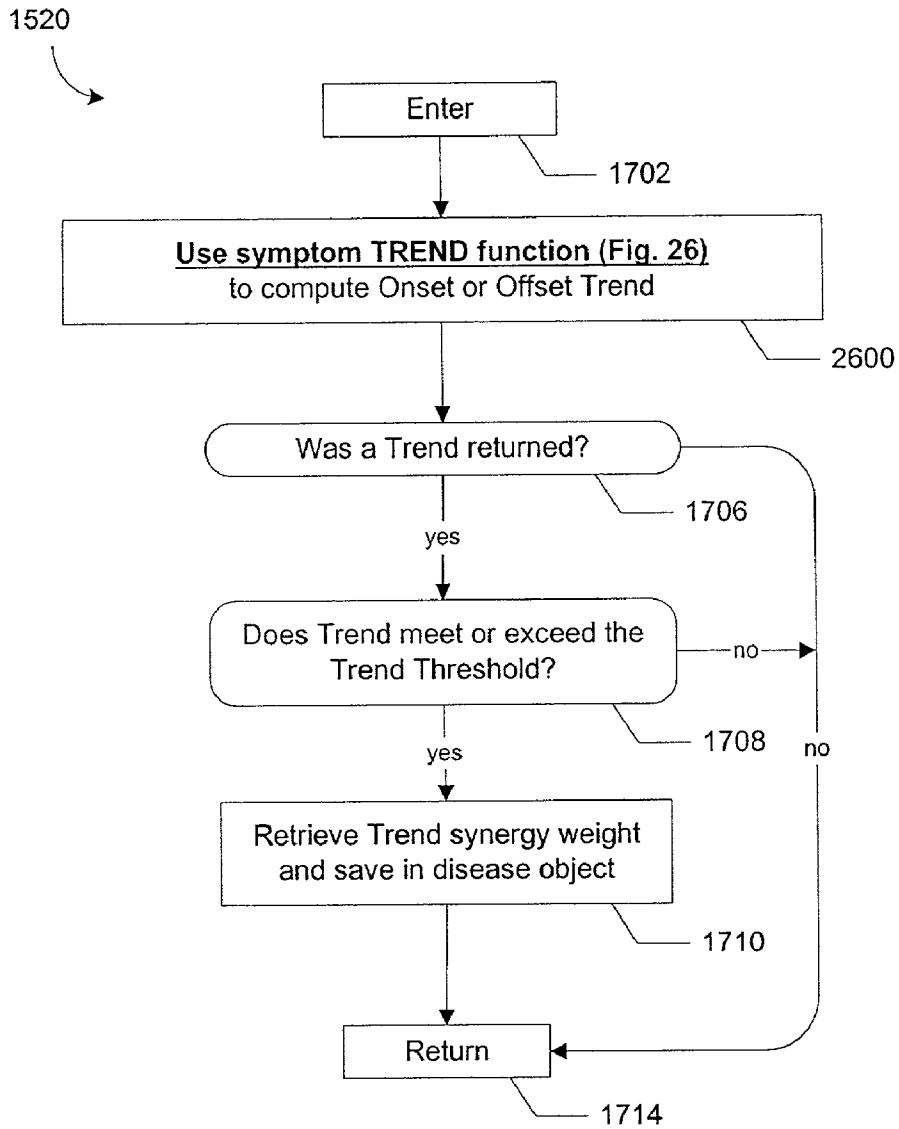 1520
Enter
1702
Use symptom TREND function (Fig. 26)
to compute Onset or Offset Trend
2600
Was a Trend returned?
1706
yes
Does Trend meet or exceed the
Trend Threshold?
no
1708
no
yes
Retrieve Trend synergy weight
and save in disease object
1710
Return
1714